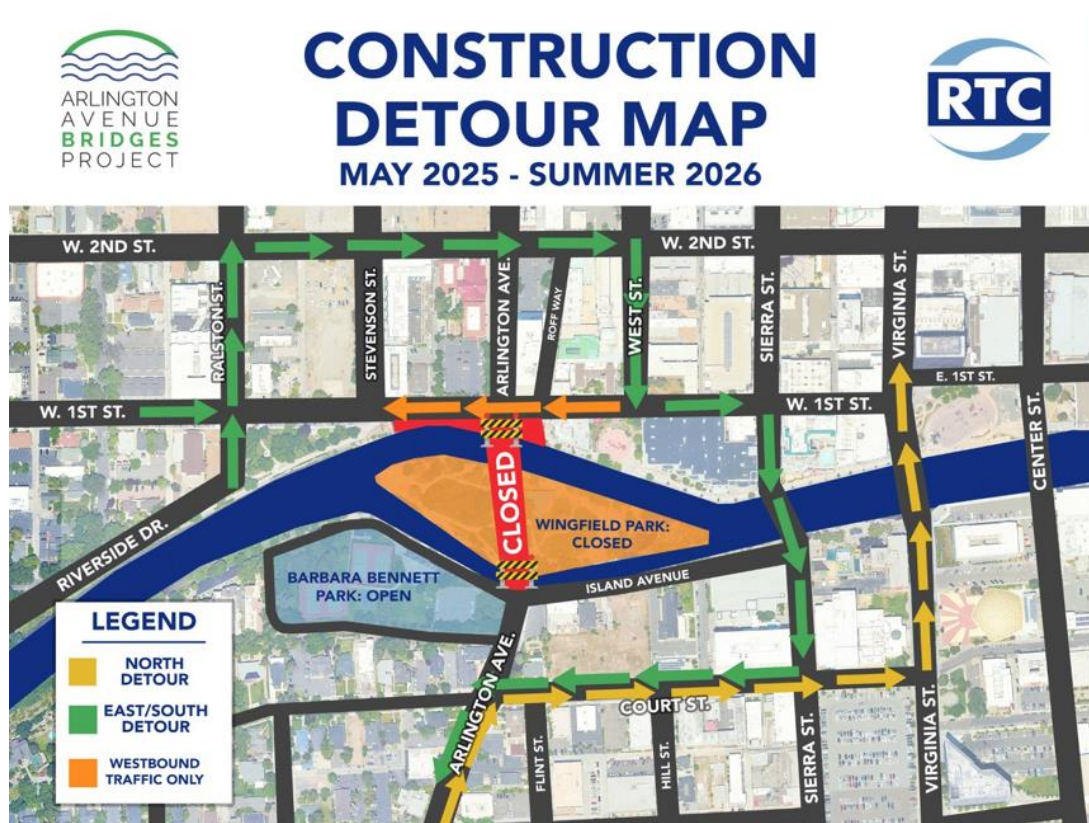 ARLINGTON
AVENUE
BRIDGES
PROJECT
CONSTRUCTION
DETOUR MAP
MAY 2025 - SUMMER 2026
RTC
W. 2ND ST.
W. 2ND ST.
RALSTON ST.
STEVENSON ST.
ARLINGTON AVE.
ROFF WAY
WEST ST.
SIERRA ST.
VIRGINIA ST.
E. 1ST ST.
W. 1ST ST.
W. 1ST ST.
CENTER ST.
CLOSED
WINGFIELD PARK:
CLOSED
RIVERSIDE DR.
BARBARA BENNETT
PARK: OPEN
ISLAND AVENUE
ARLINGTON AVE.
COURT ST.
FLINT ST.
HILL ST.
SIERRA ST.
VIRGINIA ST.
LEGEND
NORTH
DETOUR
EAST/SOUTH
DETOUR
WESTBOUND
TRAFFIC ONLY